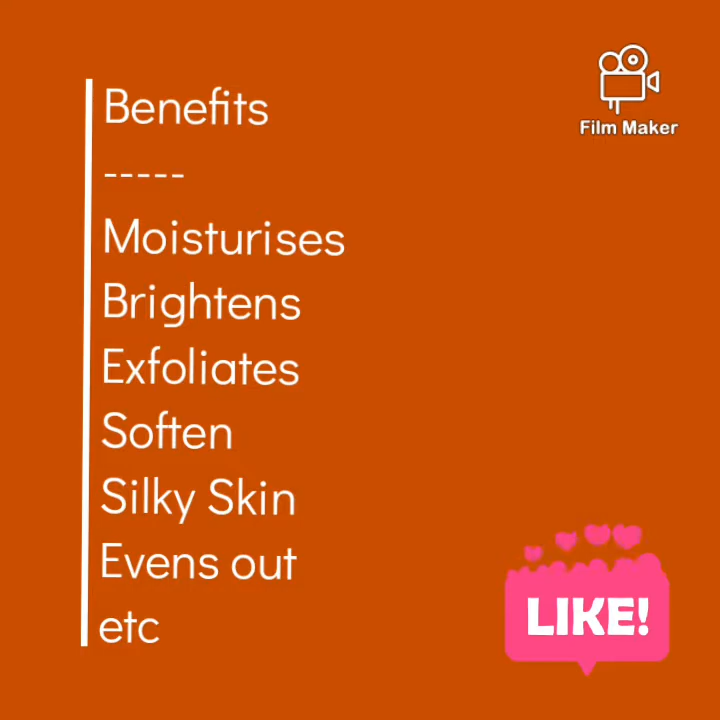 Benefits
-----
Moisturises
Brightens
Exfoliates
Soften
Silky Skin
Evens out
etc
Film Maker
LIKE!